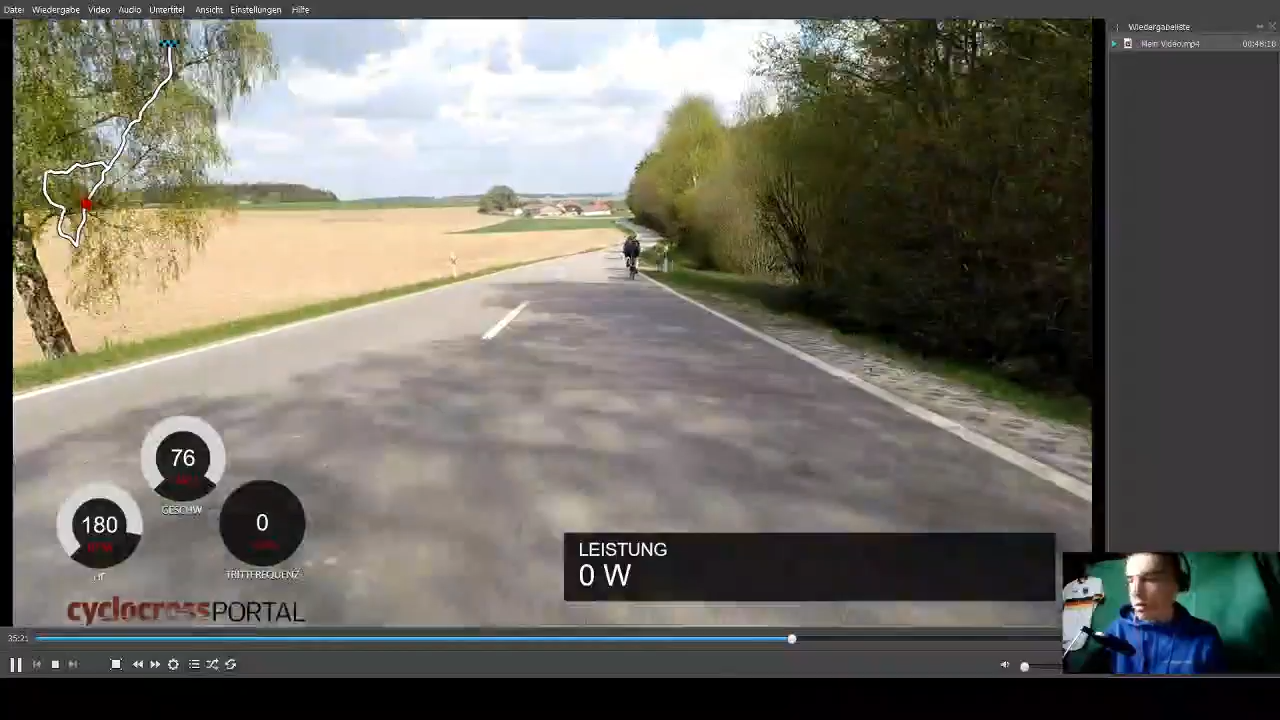 Datei Wiedergabe Video Audio Untertitel Ansicht Einstellungen Hilfe
Wiedergabeliste
Mein Video.mp4 00:48:10
76
GESCHW
180
HF
0
TRITTFREQUENZ
LEISTUNG
0 W
cyclocrossPORTAL
35:21